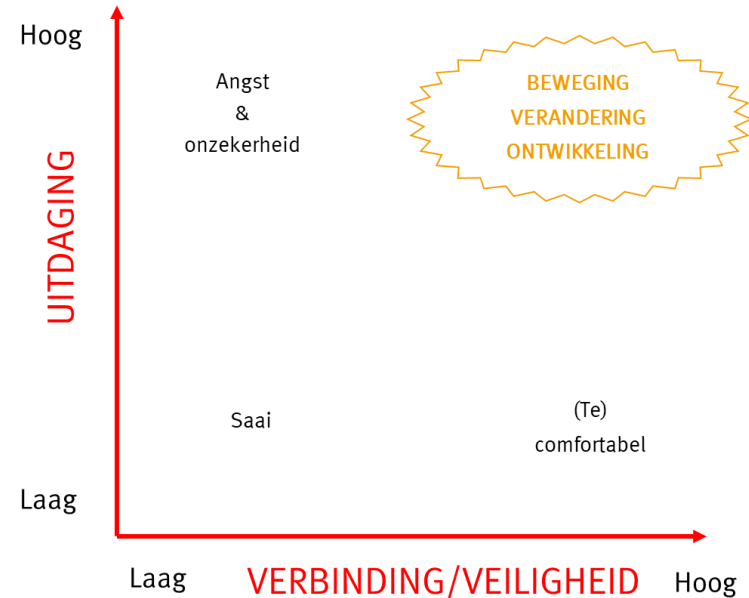 Hoog
Angst
&
onzekerheid
BEWEGING
VERANDERING
ONTWIKKELING
UITDAGING
Saai
(Te)
comfortabel
Laag
Laag
VERBINDING/VEILIGHEID
Hoog